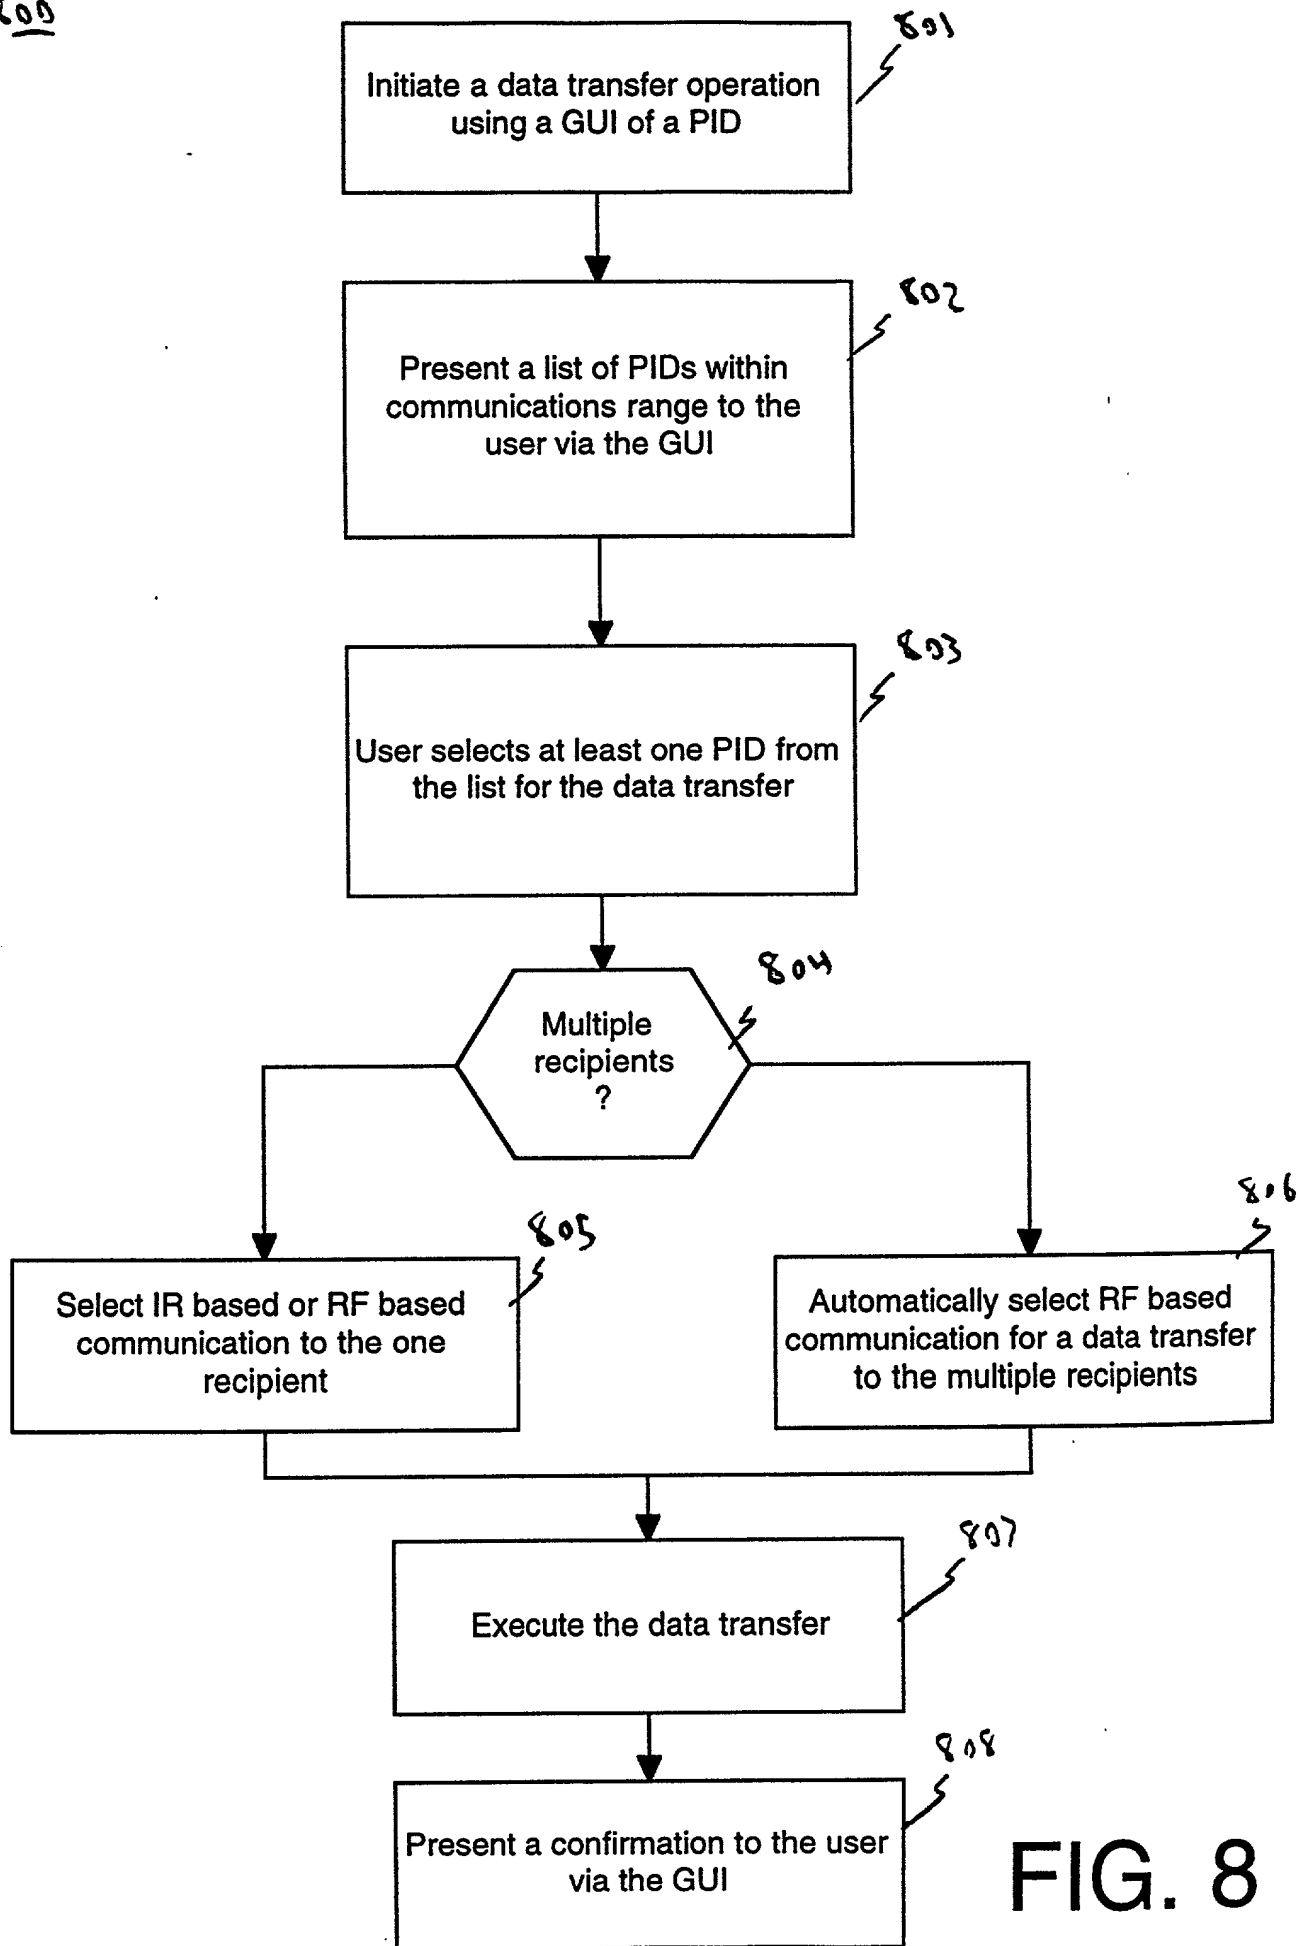 800
801
Initiate a data transfer operation
using a GUI of a PID
802
Present a list of PIDs within
communications range to the
user via the GUI
803
User selects at least one PID from
the list for the data transfer
804
Multiple
recipients
?
805
Select IR based or RF based
communication to the one
recipient
806
Automatically select RF based
communication for a data transfer
to the multiple recipients
807
Execute the data transfer
808
Present a confirmation to the user
via the GUI
FIG. 8